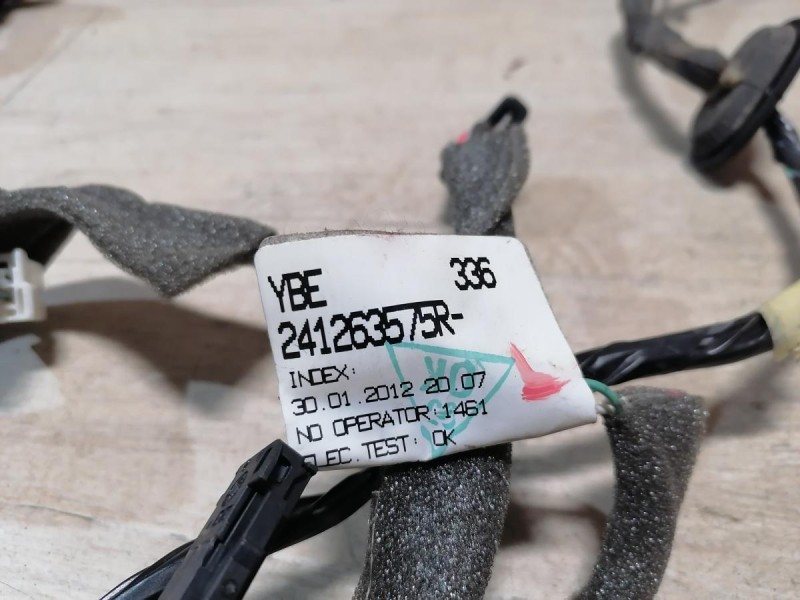 YBE 336
241263575R-
INDEX:
30.01.2012 20.07
NO OPERATOR:1461
ELEC.TEST: OK